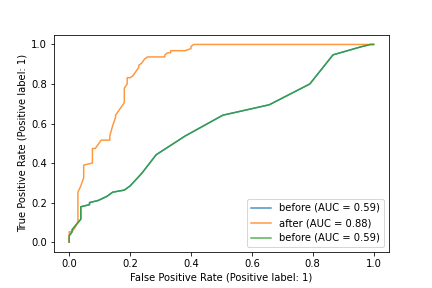 1.0
0.8
0.6
0.4
0.2
0.0
True Positive Rate (Positive label: 1)
before (AUC = 0.59)
after (AUC = 0.88)
before (AUC = 0.59)
0.0 0.2 0.4 0.6 0.8 1.0
False Positive Rate (Positive label: 1)